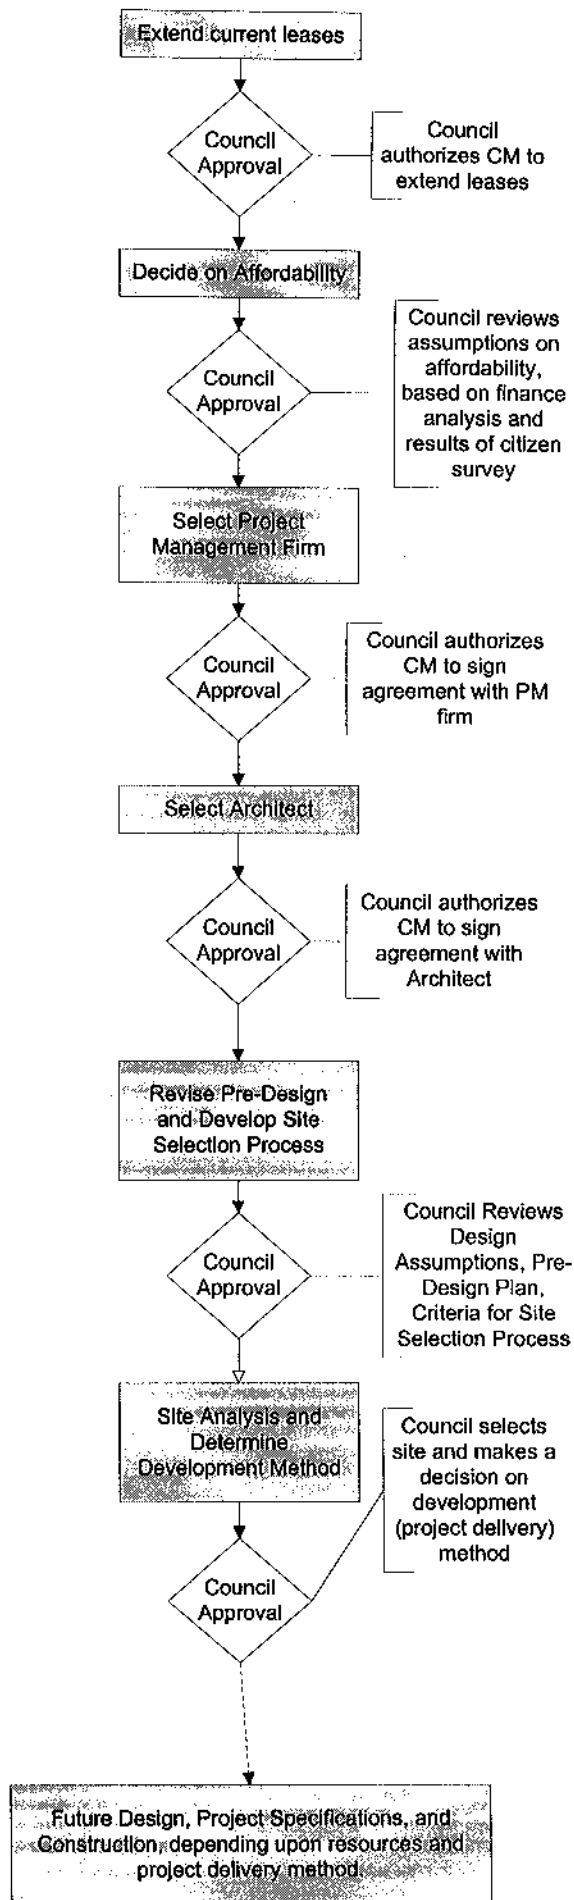 Extend current leases
Council
Approval
Council
authorizes CM to
extend leases
Decide on Affordability
Council
Approval
Council reviews
assumptions on
affordability,
based on finance
analysis and
results of citizen
survey
Select Project
Management Firm
Council
Approval
Council authorizes
CM to sign
agreement with PM
firm
Select Architect
Council
Approval
Council authorizes
CM to sign
agreement with
Architect
Revise Pre-Design
and Develop Site
Selection Process
Council
Approval
Council Reviews
Design
Assumptions, Pre-
Design Plan,
Criteria for Site
Selection Process
Site Analysis and
Determine
Development Method
Council
Approval
Council selects
site and makes a
decision on
development
(project delivery)
method
Future Design, Project Specifications, and
Construction, depending upon resources and
project delivery method